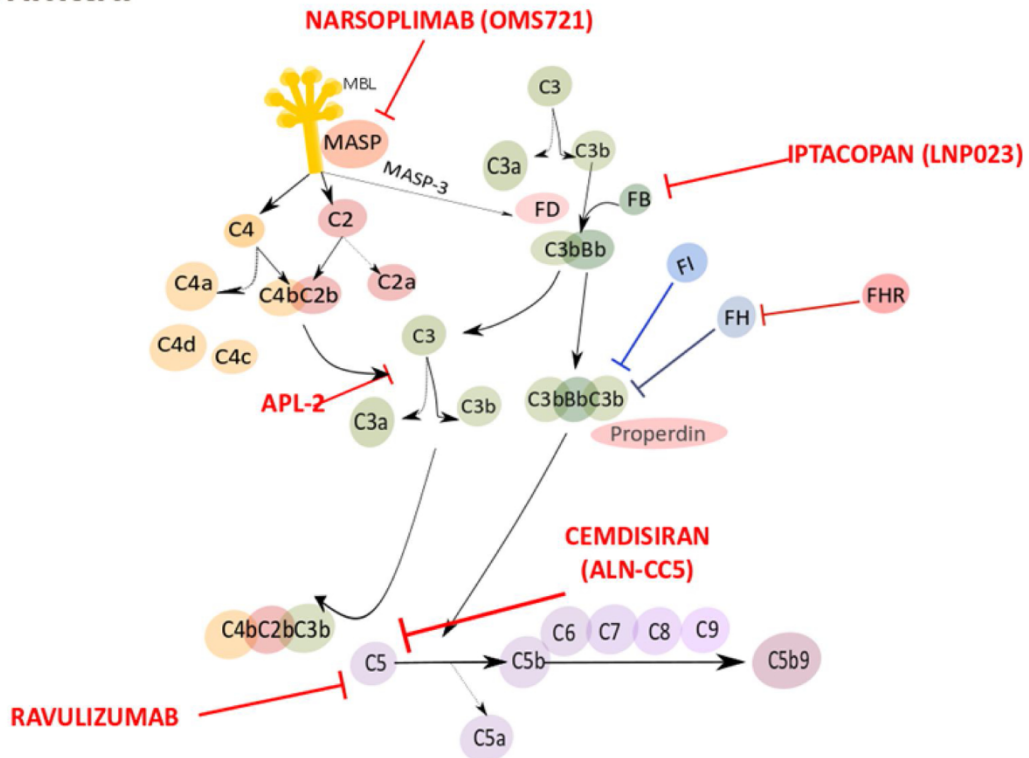 NARSOPLIMAB (OMS721)
MBL
C3
MASP
C3a
C3b
IPTACOPAN (LNP023)
MASP-3
FD
FB
C4
C2
C3bBb
FI
C4a
C4bC2b
C2a
FH
FHR
C4d
C4c
C3
APL-2
C3a
C3b
C3bBbC3b
Properdin
CEMDISIRAN
(ALN-CC5)
C4bC2bC3b
C6
C7
C8
C9
C5
C5b
C5b9
RAVULIZUMAB
C5a